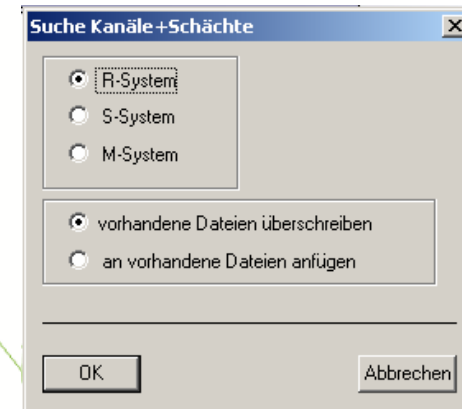 Suche Kanäle+Schächte
R-System
S-System
M-System
vorhandene Dateien überschreiben
an vorhandene Dateien anfügen
OK
Abbrechen